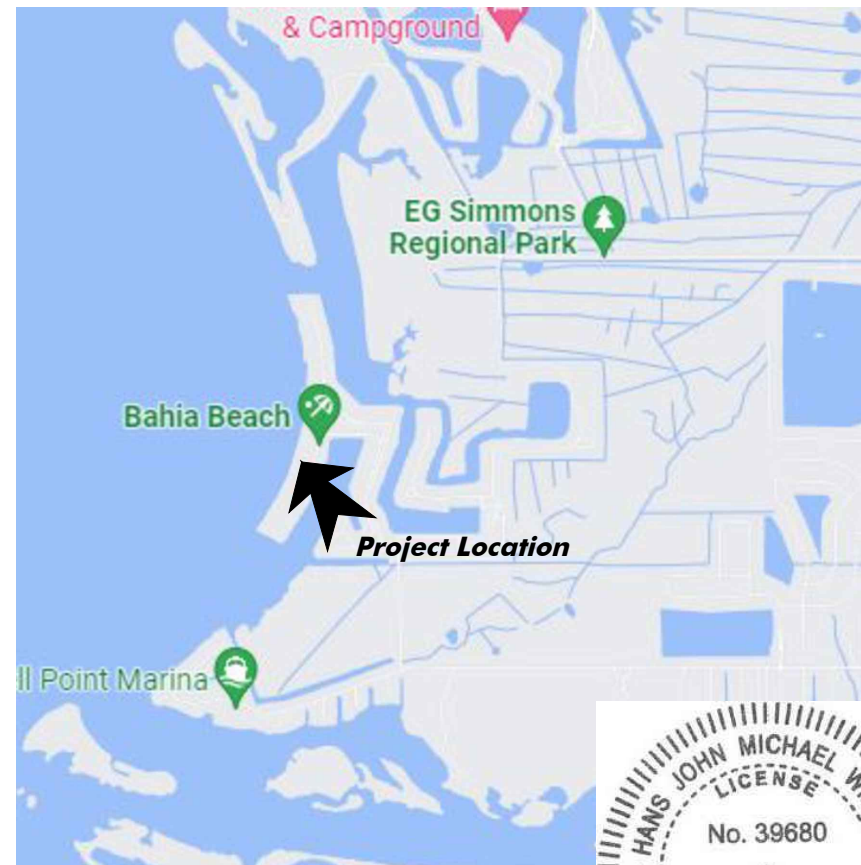 & Campground
EG Simmons
Regional Park
Bahia Beach
Project Location
ll Point Marina
HANS JOHN MICHAEL
LICENSE
No. 39680